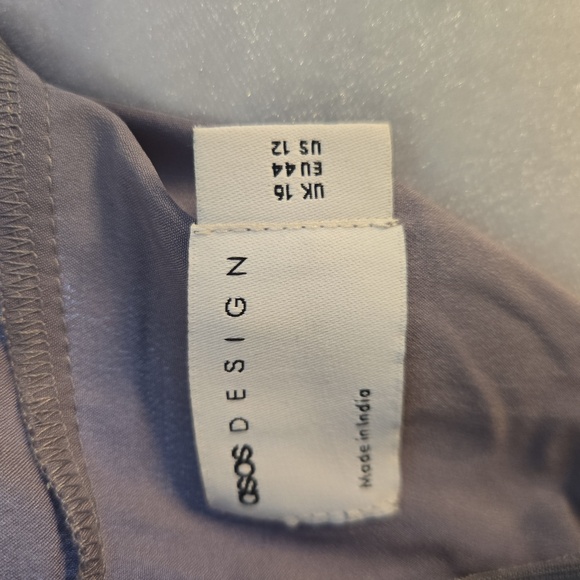 UK 16
EU 44
US 12
asos DESIGN
Made in India